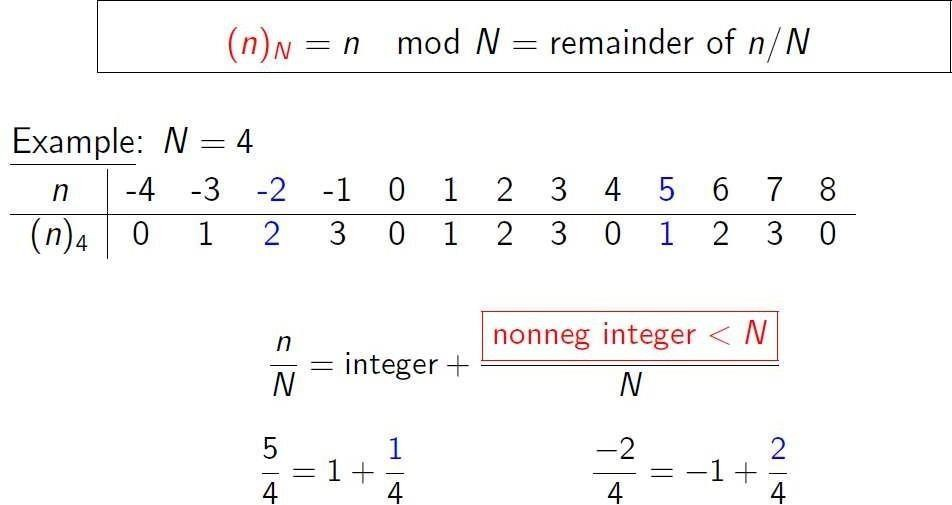 (n)_N = n mod N = remainder of n/N
Example: N = 4
n -4 -3 -2 -1 0 1 2 3 4 5 6 7 8
(n)_4 0 1 2 3 0 1 2 3 0 1 2 3 0
n/N = integer + nonneg integer < N/N
5/4 = 1 + 1/4 −2/4 = −1 + 2/4